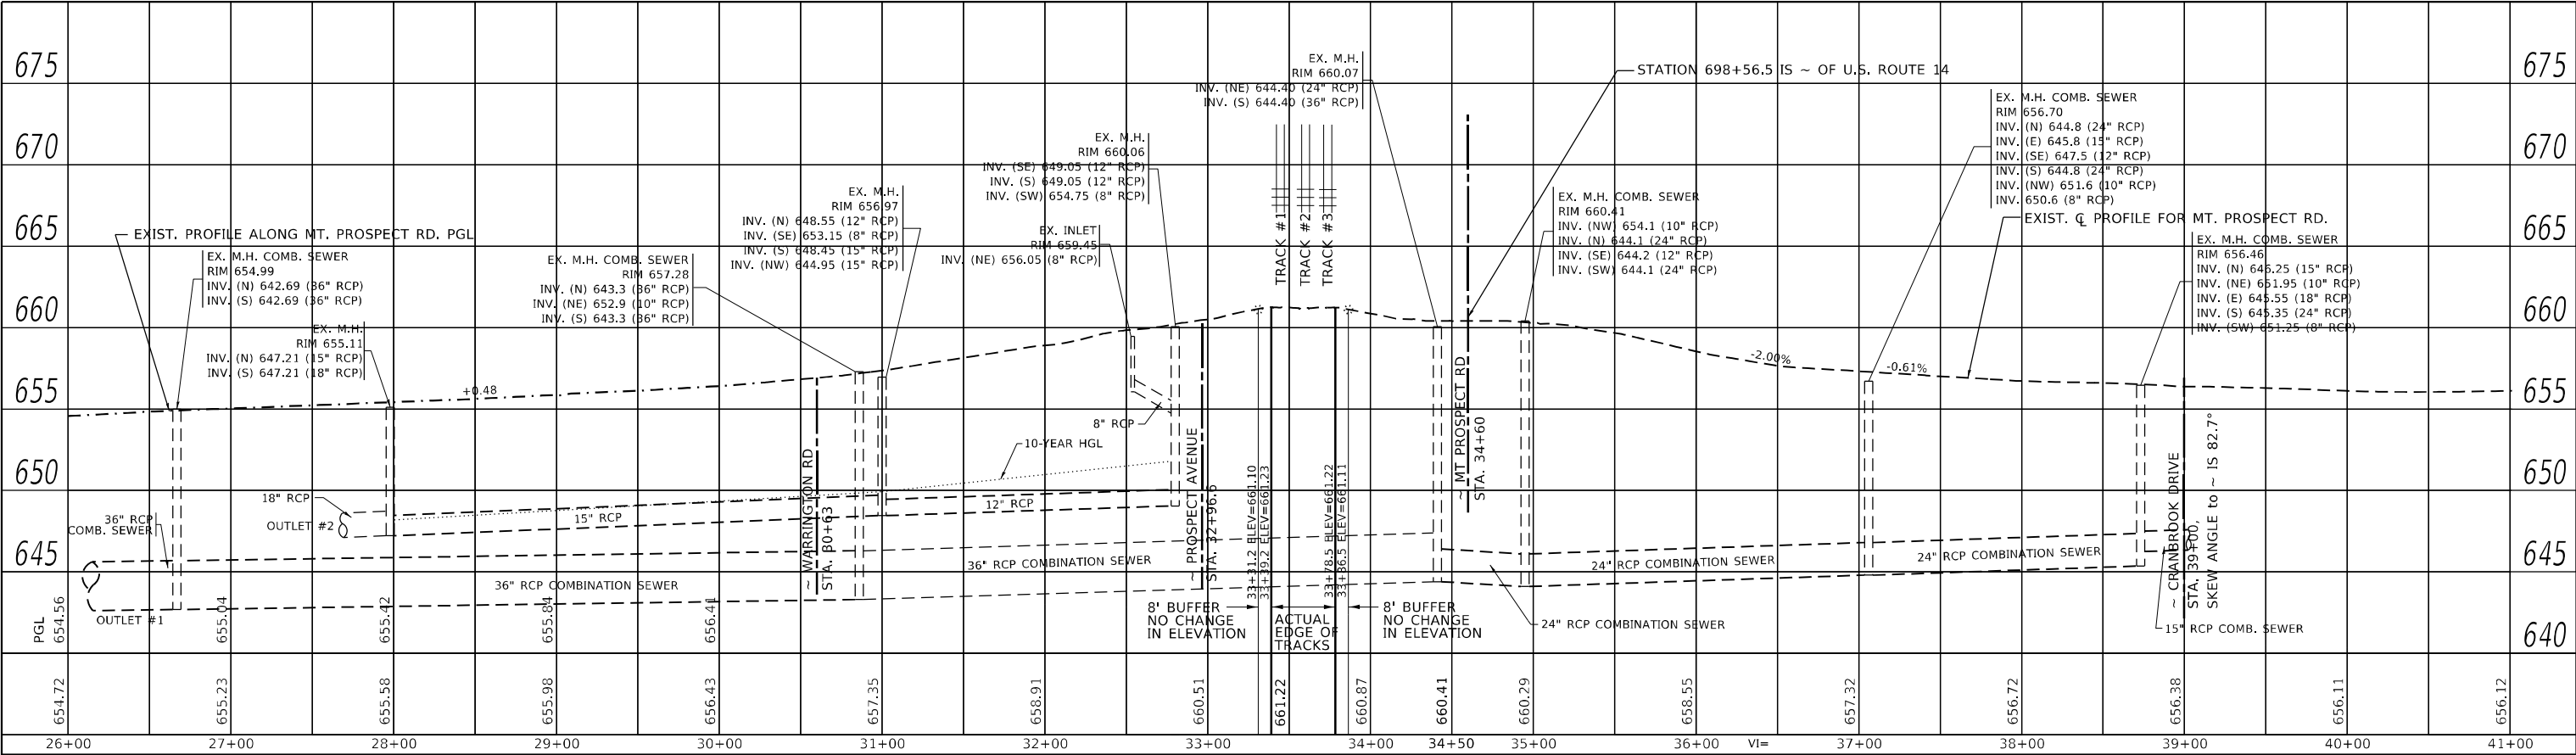 675
670
665
660
655
650
645
640
675
670
665
660
655
650
645
640
EXIST. PROFILE ALONG MT. PROSPECT RD. PGL
EX. M.H. COMB. SEWER
RIM 654.99
INV. (N) 642.69 (36" RCP)
INV. (S) 642.69 (36" RCP)
EX. M.H.
RIM 655.11
INV. (N) 647.21 (15" RCP)
INV. (S) 647.21 (18" RCP)
EX. M.H. COMB. SEWER
RIM 657.28
INV. (N) 643.3 (36" RCP)
INV. (NE) 652.9 (10" RCP)
INV. (S) 643.3 (36" RCP)
EX. M.H.
RIM 656.97
INV. (N) 648.55 (12" RCP)
INV. (SE) 653.15 (8" RCP)
INV. (S) 648.45 (15" RCP)
INV. (NW) 644.95 (15" RCP)
EX. M.H.
RIM 660.06
INV. (SE) 649.05 (12" RCP)
INV. (S) 649.05 (12" RCP)
INV. (SW) 654.75 (8" RCP)
EX. INLET
RIM 659.45
INV. (NE) 656.05 (8" RCP)
EX. M.H.
RIM 660.07
INV. (NE) 644.40 (24" RCP)
INV. (S) 644.40 (36" RCP)
TRACK #1
TRACK #2
TRACK #3
STATION 698+56.5 IS ~ OF U.S. ROUTE 14
EX. M.H. COMB. SEWER
RIM 660.41
INV. (NW) 654.1 (10" RCP)
INV. (N) 644.1 (24" RCP)
INV. (SE) 644.2 (12" RCP)
INV. (SW) 644.1 (24" RCP)
EX. M.H. COMB. SEWER
RIM 656.70
INV. (N) 644.8 (24" RCP)
INV. (E) 645.8 (15" RCP)
INV. (SE) 647.5 (12" RCP)
INV. (S) 644.8 (24" RCP)
INV. (NW) 651.6 (10" RCP)
INV. 650.6 (8" RCP)
EXIST. ℄ PROFILE FOR MT. PROSPECT RD.
EX. M.H. COMB. SEWER
RIM 656.46
INV. (N) 646.25 (15" RCP)
INV. (NE) 651.95 (10" RCP)
INV. (E) 645.55 (18" RCP)
INV. (S) 645.35 (24" RCP)
INV. (SW) 651.25 (8" RCP)
+0.48
-2.00%
-0.61%
8" RCP
10-YEAR HGL
18" RCP
OUTLET #2
36" RCP
COMB. SEWER
15" RCP
12" RCP
OUTLET #1
36" RCP COMBINATION SEWER
36" RCP COMBINATION SEWER
24" RCP COMBINATION SEWER
24" RCP COMBINATION SEWER
24" RCP COMBINATION SEWER
15" RCP COMB. SEWER
~ WARRINGTON RD
STA. 30+63
~ PROSPECT AVENUE
STA. 32+96.6
33+31.2 ELEV=661.10
33+39.2 ELEV=661.23
33+78.5 ELEV=661.22
33+86.5 ELEV=661.11
~ MT PROSPECT RD
STA. 34+60
~ CRANBROOK DRIVE
STA. 39+00,
SKEW ANGLE to ~ IS 82.7°
8' BUFFER
NO CHANGE
IN ELEVATION
ACTUAL
EDGE OF
TRACKS
8' BUFFER
NO CHANGE
IN ELEVATION
PGL
654.56
655.04
655.42
655.84
656.41
654.72
655.23
655.58
655.98
656.43
657.35
658.91
660.51
661.22
660.87
660.41
660.29
658.55
657.32
656.72
656.38
656.11
656.12
26+00
27+00
28+00
29+00
30+00
31+00
32+00
33+00
34+00
34+50
35+00
36+00
VI=
37+00
38+00
39+00
40+00
41+00